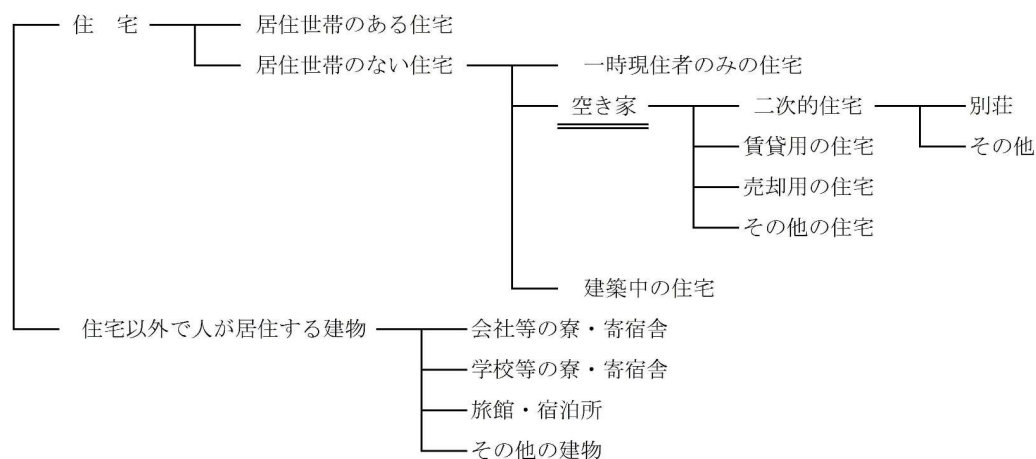 住　宅
居住世帯のある住宅
居住世帯のない住宅
一時現住者のみの住宅
空き家
二次的住宅
別荘
その他
賃貸用の住宅
売却用の住宅
その他の住宅
建築中の住宅
住宅以外で人が居住する建物
会社等の寮・寄宿舎
学校等の寮・寄宿舎
旅館・宿泊所
その他の建物